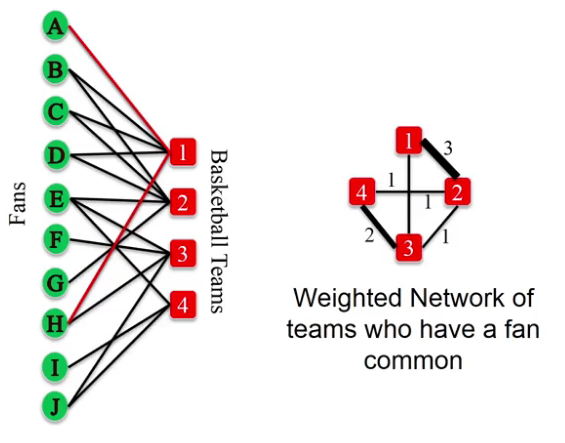 A
B
C
D
E
F
G
H
I
J
Fans
1
2
3
4
Basketball Teams
1
3
4
1
2
1
2
3
1
Weighted Network of
teams who have a fan
common